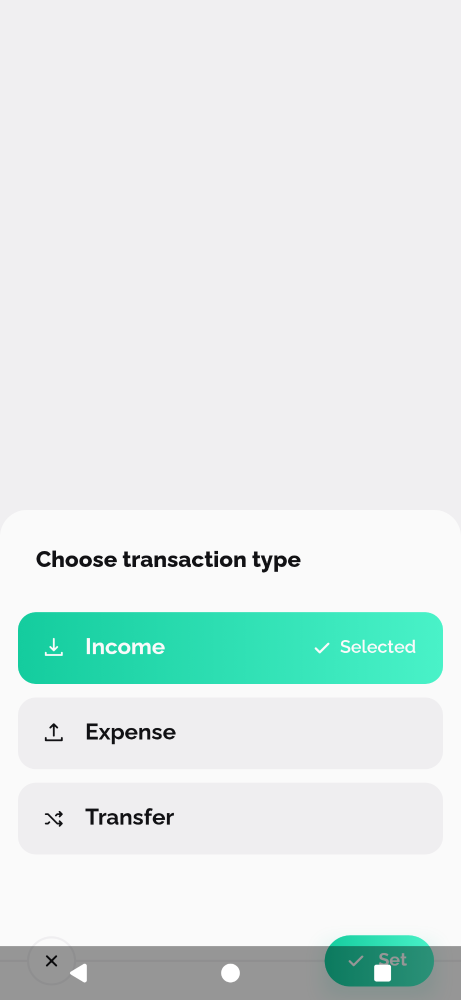 Choose transaction type
Income
Selected
Expense
Transfer
Set